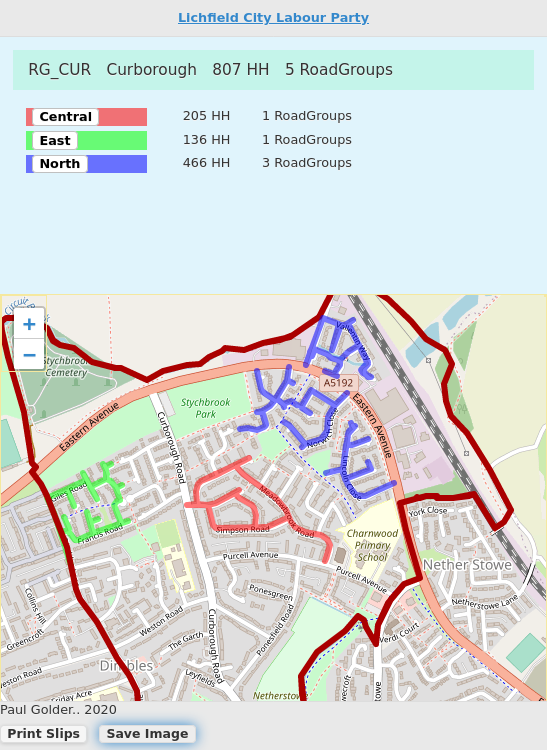 Lichfield City Labour Party
RG_CUR Curborough 807 HH 5 RoadGroups
Central 205 HH 1 RoadGroups
East 136 HH 1 RoadGroups
North 466 HH 3 RoadGroups
+
−
Stychbrook
Cemetery
Vallerian Way
A5192
Stychbrook
Park
Eastern Avenue
Eastern Avenue
Curborough Road
Norwich Close
Lincoln Close
Giles Road
Francis Road
Meadowbrook Road
Simpson Road
York Close
Charnwood
Primary
School
Purcell Avenue
Purcell Avenue
Nether Stowe
Netherstowe Lane
Collins Hill
Ponesgreen
Weston Road
Curborough Road
Ponesfield Road
Greencroft
The Garth
Verdi Court
Dimbles
Leyfields
Weston Road
Netherstow
Paul Golder.. 2020
Print Slips Save Image